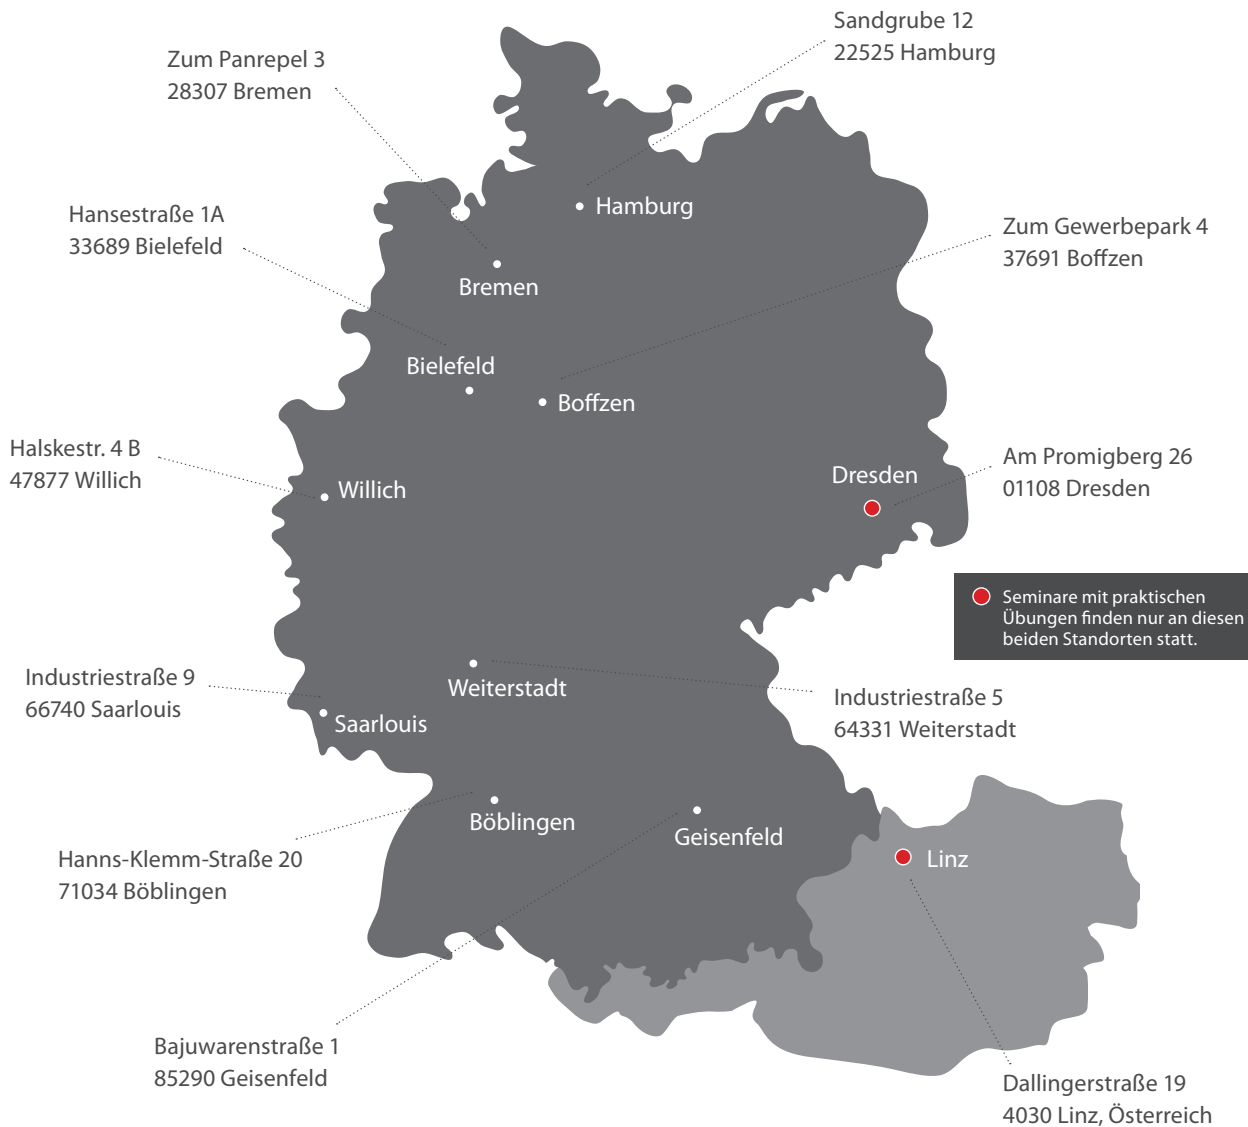 Sandgrube 12
22525 Hamburg
Zum Panrepel 3
28307 Bremen
Hansestraße 1A
33689 Bielefeld
Hamburg
Zum Gewerbepark 4
37691 Boffzen
Bremen
Bielefeld
Boffzen
Halskestr. 4 B
47877 Willich
Willich
Dresden
Am Promigberg 26
01108 Dresden
Seminare mit praktischen
Übungen finden nur an diesen
beiden Standorten statt.
Industriestraße 9
66740 Saarlouis
Weiterstadt
Saarlouis
Industriestraße 5
64331 Weiterstadt
Böblingen
Geisenfeld
Linz
Hanns-Klemm-Straße 20
71034 Böblingen
Bajuwarenstraße 1
85290 Geisenfeld
Dallingerstraße 19
4030 Linz, Österreich